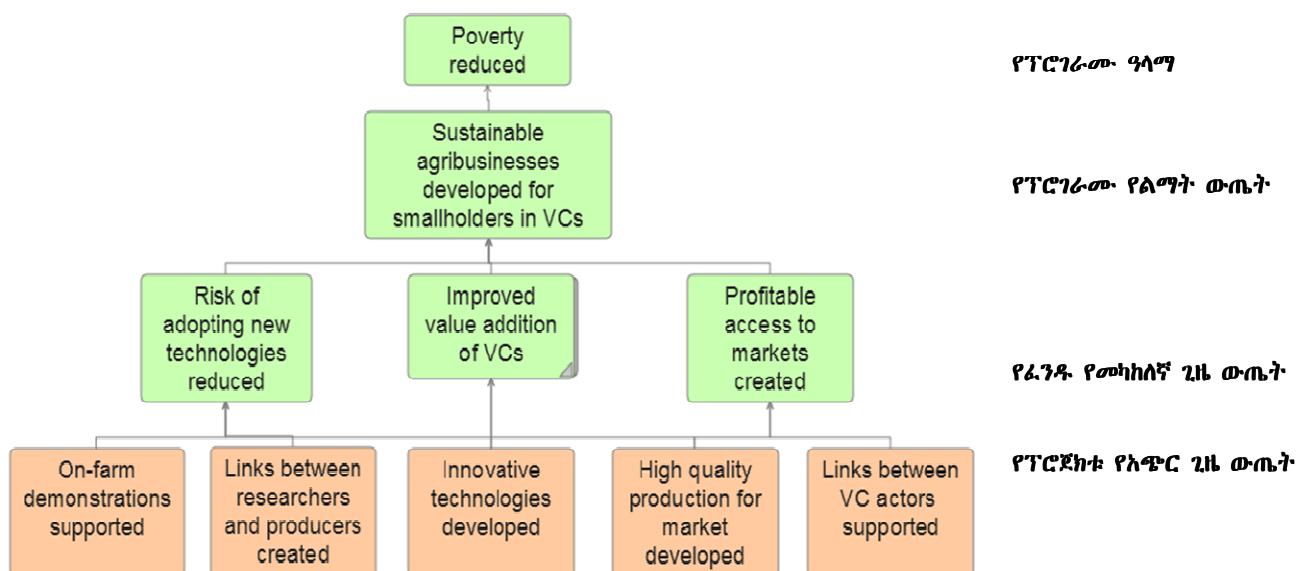 Poverty
reduced
የፕሮገራሙ ዓላማ
Sustainable
agribusinesses
developed for
smallholders in VCs
የፕሮገራሙ የልማት ውጤት
Risk of
adopting new
technologies
reduced
Improved
value addition
of VCs
Profitable
access to
markets
created
የፈንዱ የመካከለኛ ጊዜ ውጤት
የፕሮጀክቱ የአጭር ጊዜ ውጤት
On-farm
demonstrations
supported
Links between
researchers
and producers
created
Innovative
technologies
developed
High quality
production for
market
developed
Links between
VC actors
supported